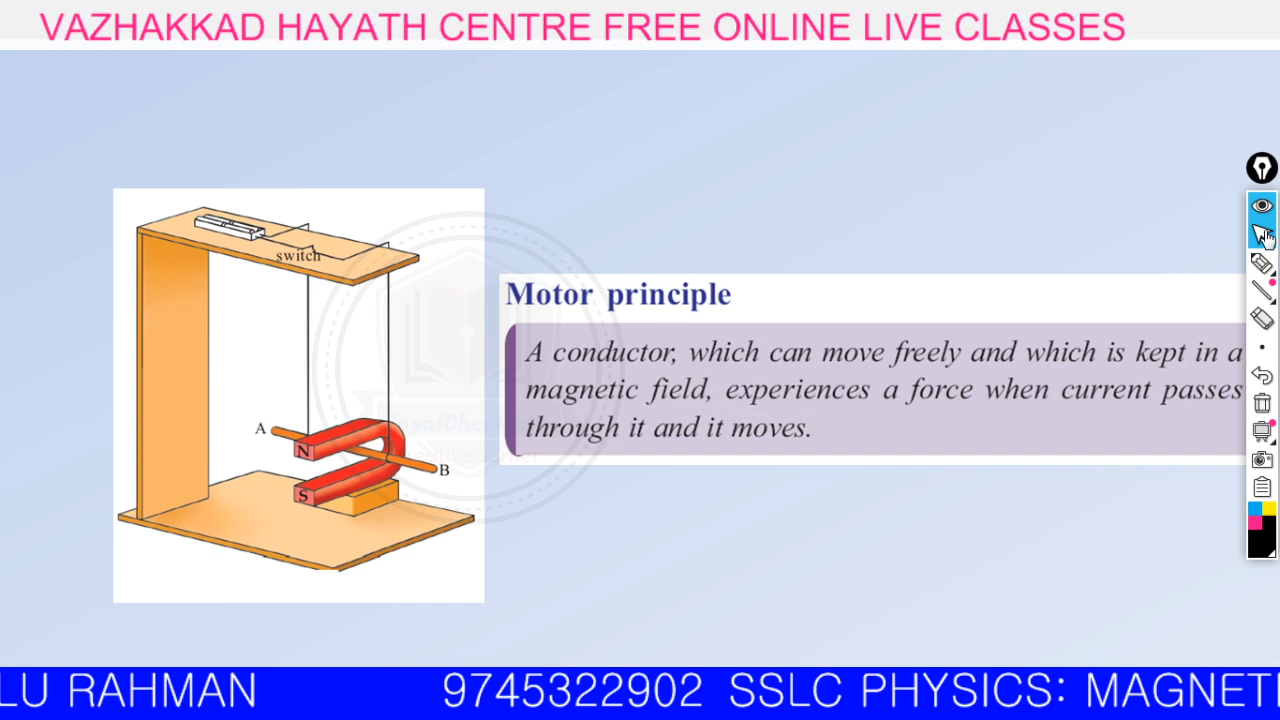 VAZHAKKAD HAYATH CENTRE FREE ONLINE LIVE CLASSES
switch
A
N
B
S
Motor principle
A conductor, which can move freely and which is kept in a
magnetic field, experiences a force when current passes
through it and it moves.
LU RAHMAN 9745322902 SSLC PHYSICS: MAGNETI